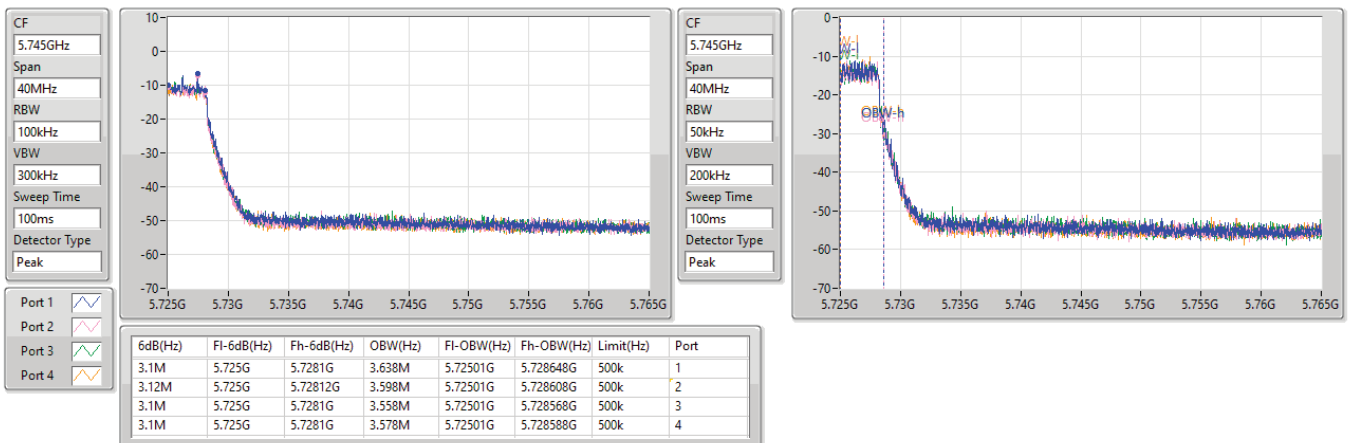 CF
5.745GHz
Span
40MHz
RBW
100kHz
VBW
300kHz
Sweep Time
100ms
Detector Type
Peak
10
0
-10
-20
-30
-40
-50
-60
-70
5.725G 5.73G 5.735G 5.74G 5.745G 5.75G 5.755G 5.76G 5.765G
CF
5.745GHz
Span
40MHz
RBW
50kHz
VBW
200kHz
Sweep Time
100ms
Detector Type
Peak
0
-10
-20
-30
-40
-50
-60
-70
OBW-h
5.725G 5.73G 5.735G 5.74G 5.745G 5.75G 5.755G 5.76G 5.765G
Port 1
Port 2
Port 3
Port 4
6dB(Hz) Fl-6dB(Hz) Fh-6dB(Hz) OBW(Hz) Fl-OBW(Hz) Fh-OBW(Hz) Limit(Hz) Port
3.1M 5.725G 5.7281G 3.638M 5.72501G 5.728648G 500k 1
3.12M 5.725G 5.72812G 3.598M 5.72501G 5.728608G 500k 2
3.1M 5.725G 5.7281G 3.558M 5.72501G 5.728568G 500k 3
3.1M 5.725G 5.7281G 3.578M 5.72501G 5.728588G 500k 4